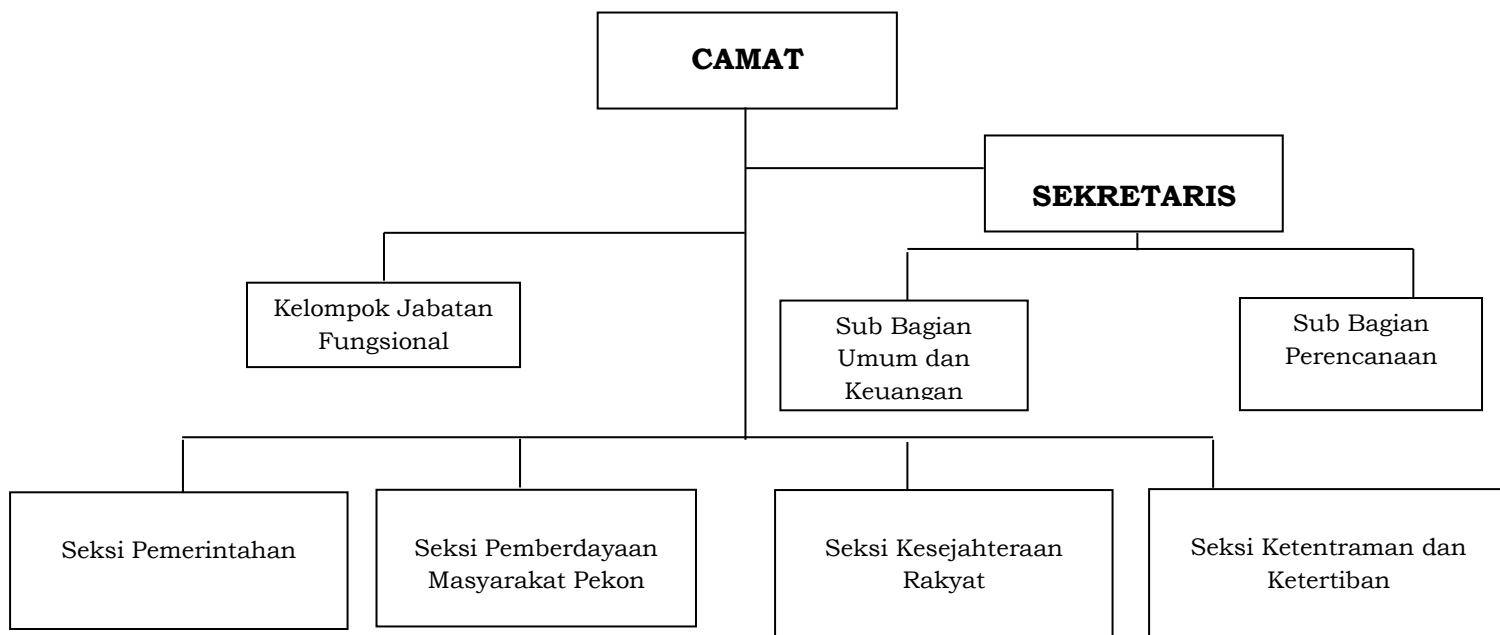 CAMAT
SEKRETARIS
Kelompok Jabatan
Fungsional
Sub Bagian
Umum dan
Keuangan
Sub Bagian
Perencanaan
Seksi Pemerintahan
Seksi Pemberdayaan
Masyarakat Pekon
Seksi Kesejahteraan
Rakyat
Seksi Ketentraman dan
Ketertiban